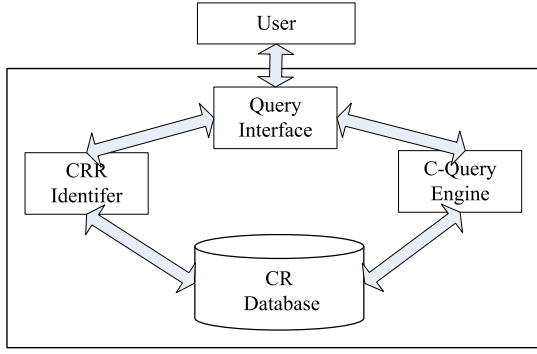 User
Query
Interface
CRR
Identifer
C-Query
Engine
CR
Database